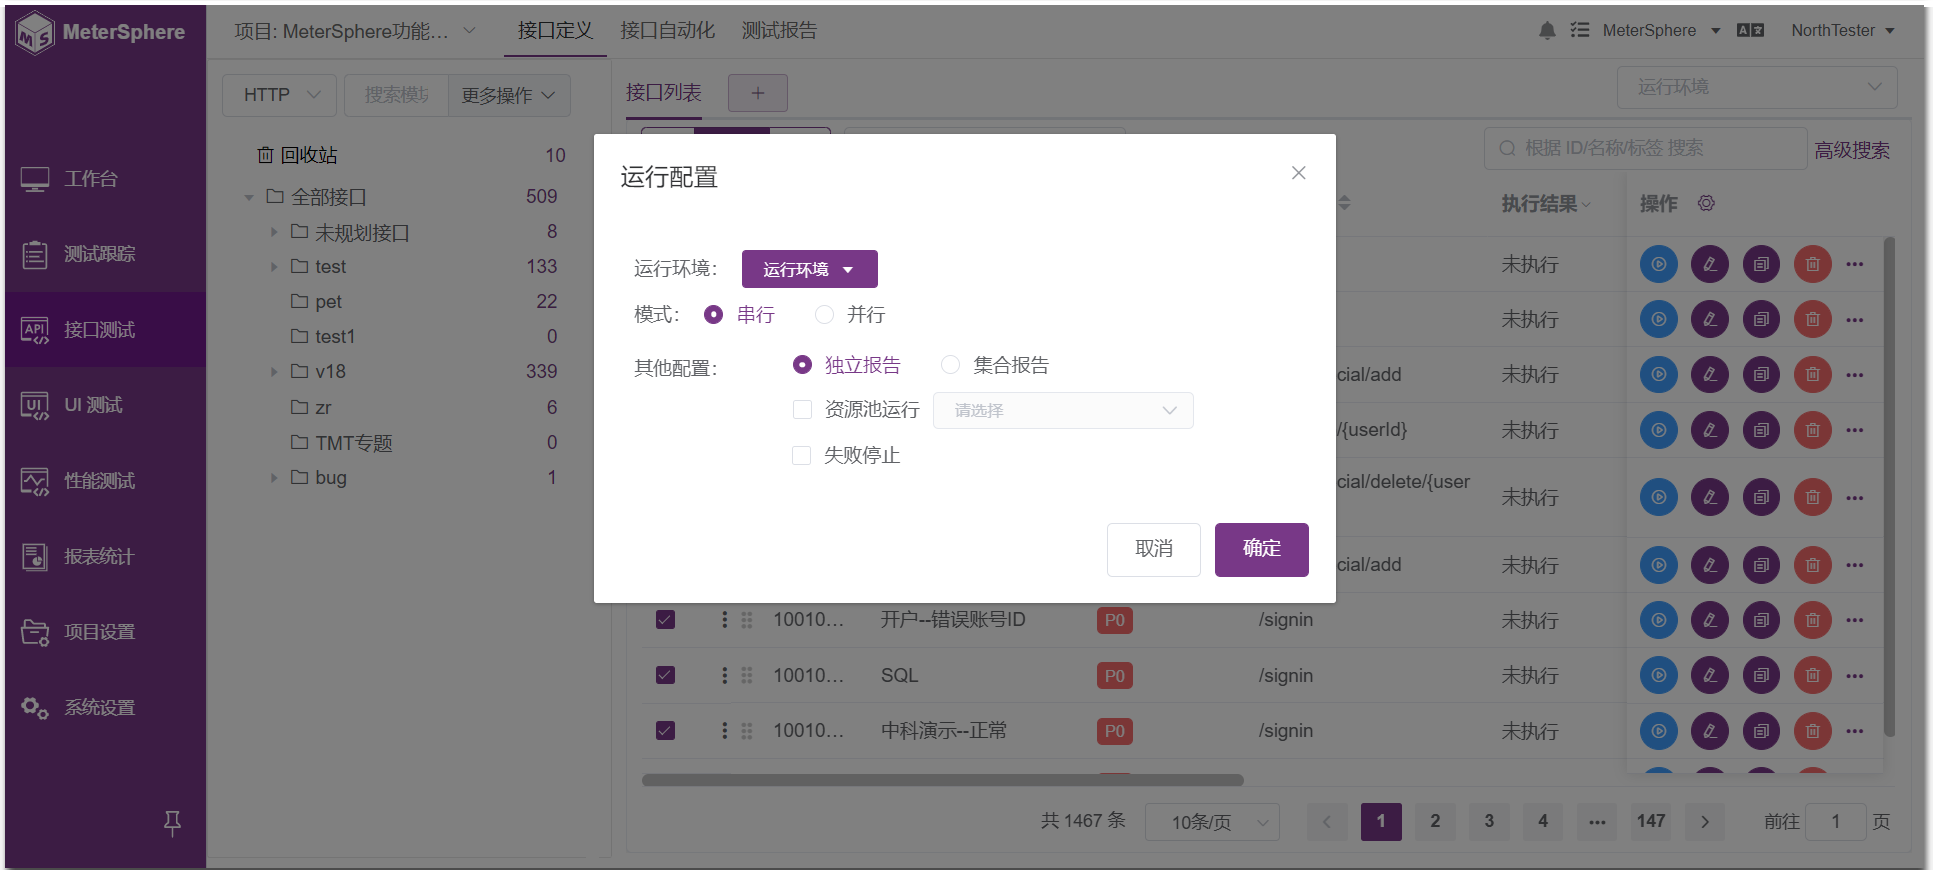 MeterSphere
项目: MeterSphere功能...
接口定义
接口自动化
测试报告
MeterSphere
NorthTester
工作台
测试跟踪
API
接口测试
UI 测试
性能测试
报表统计
项目设置
系统设置
HTTP
搜索模块
更多操作
回收站 10
全部接口 509
未规划接口 8
test 133
pet 22
test1 0
v18 339
zr 6
TMT专题 0
bug 1
接口列表
+
运行环境
根据 ID/名称/标签 搜索
高级搜索
执行结果
操作
未执行
未执行
cial/add 未执行
/{userId} 未执行
cial/delete/{user 未执行
cial/add 未执行
运行配置
运行环境: 运行环境
模式: 串行 并行
其他配置: 独立报告 集合报告
资源池运行 请选择
失败停止
取消
确定
10010... 开户--错误账号ID P0 /signin 未执行
10010... SQL P0 /signin 未执行
10010... 中科演示--正常 P0 /signin 未执行
共 1467 条
10条/页
1 2 3 4 ... 147
前往 1 页